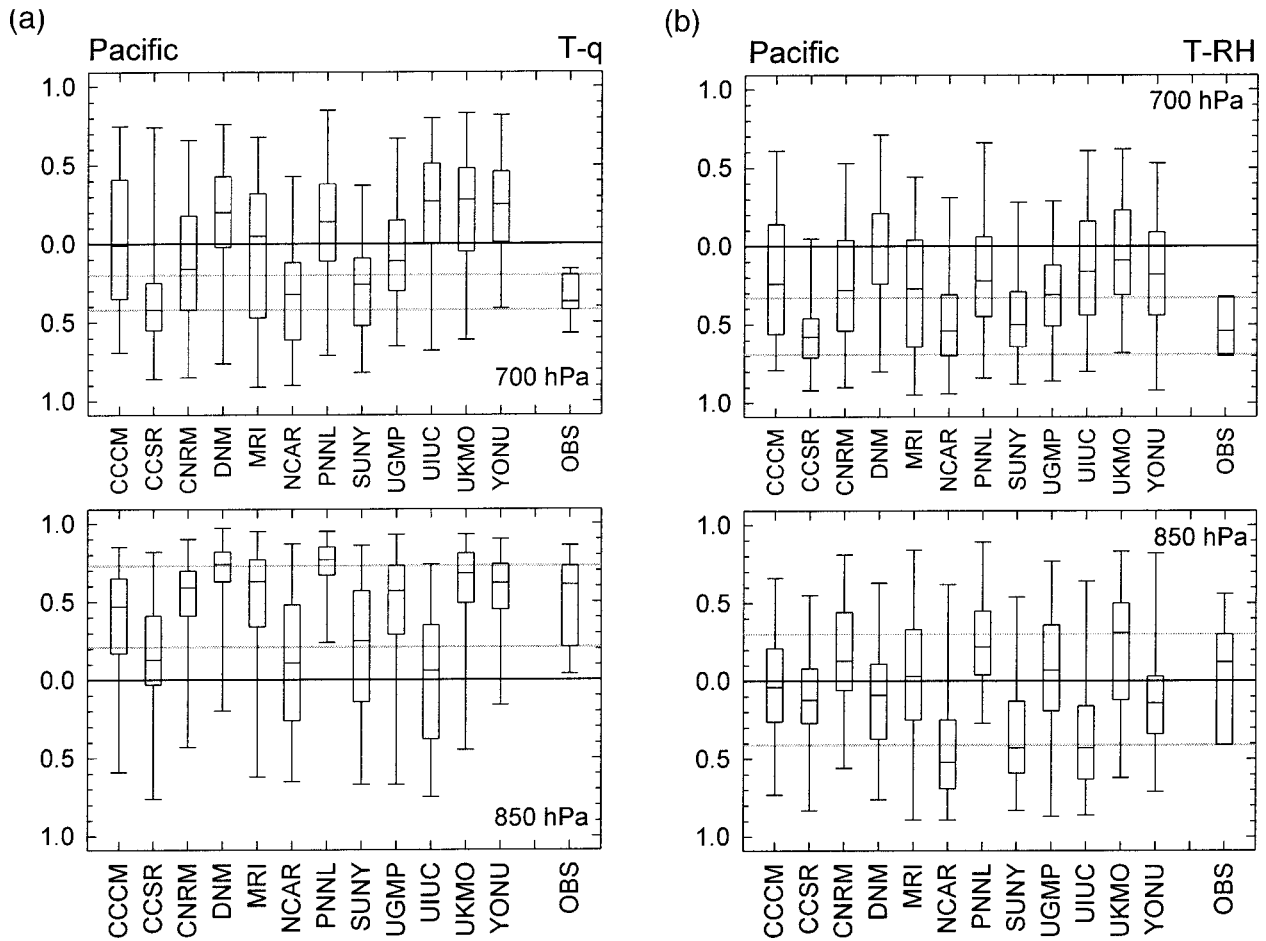 (a)
Pacific T-q
1.0
0.5
0.0
0.5
1.0
700 hPa
CCCM CCSR CNRM DNM MRI NCAR PNNL SUNY UGMP UIUC UKMO YONU OBS
1.0
0.5
0.0
0.5
1.0
850 hPa
CCCM CCSR CNRM DNM MRI NCAR PNNL SUNY UGMP UIUC UKMO YONU OBS
(b)
Pacific T-RH
700 hPa
1.0
0.5
0.0
0.5
1.0
CCCM CCSR CNRM DNM MRI NCAR PNNL SUNY UGMP UIUC UKMO YONU OBS
850 hPa
1.0
0.5
0.0
0.5
1.0
CCCM CCSR CNRM DNM MRI NCAR PNNL SUNY UGMP UIUC UKMO YONU OBS